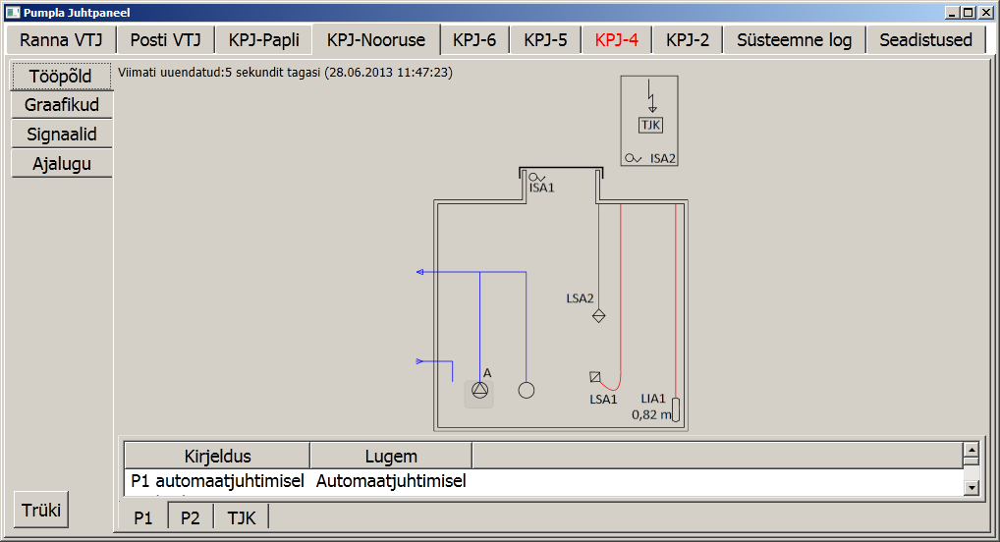 Pumpla Juhtpaneel
Ranna VTJ Posti VTJ KPJ-Papli KPJ-Nooruse KPJ-6 KPJ-5 KPJ-4 KPJ-2 Süsteemne log Seadistused
Tööpõld
Graafikud
Signaalid
Ajalugu
Viimati uuendatud:5 sekundit tagasi (28.06.2013 11:47:23)
TJK
ISA2
ISA1
LSA2
A
LSA1
LIA1
0,82 m
Kirjeldus Lugem
P1 automaatjuhtimisel Automaatjuhtimisel
Trüki
P1 P2 TJK